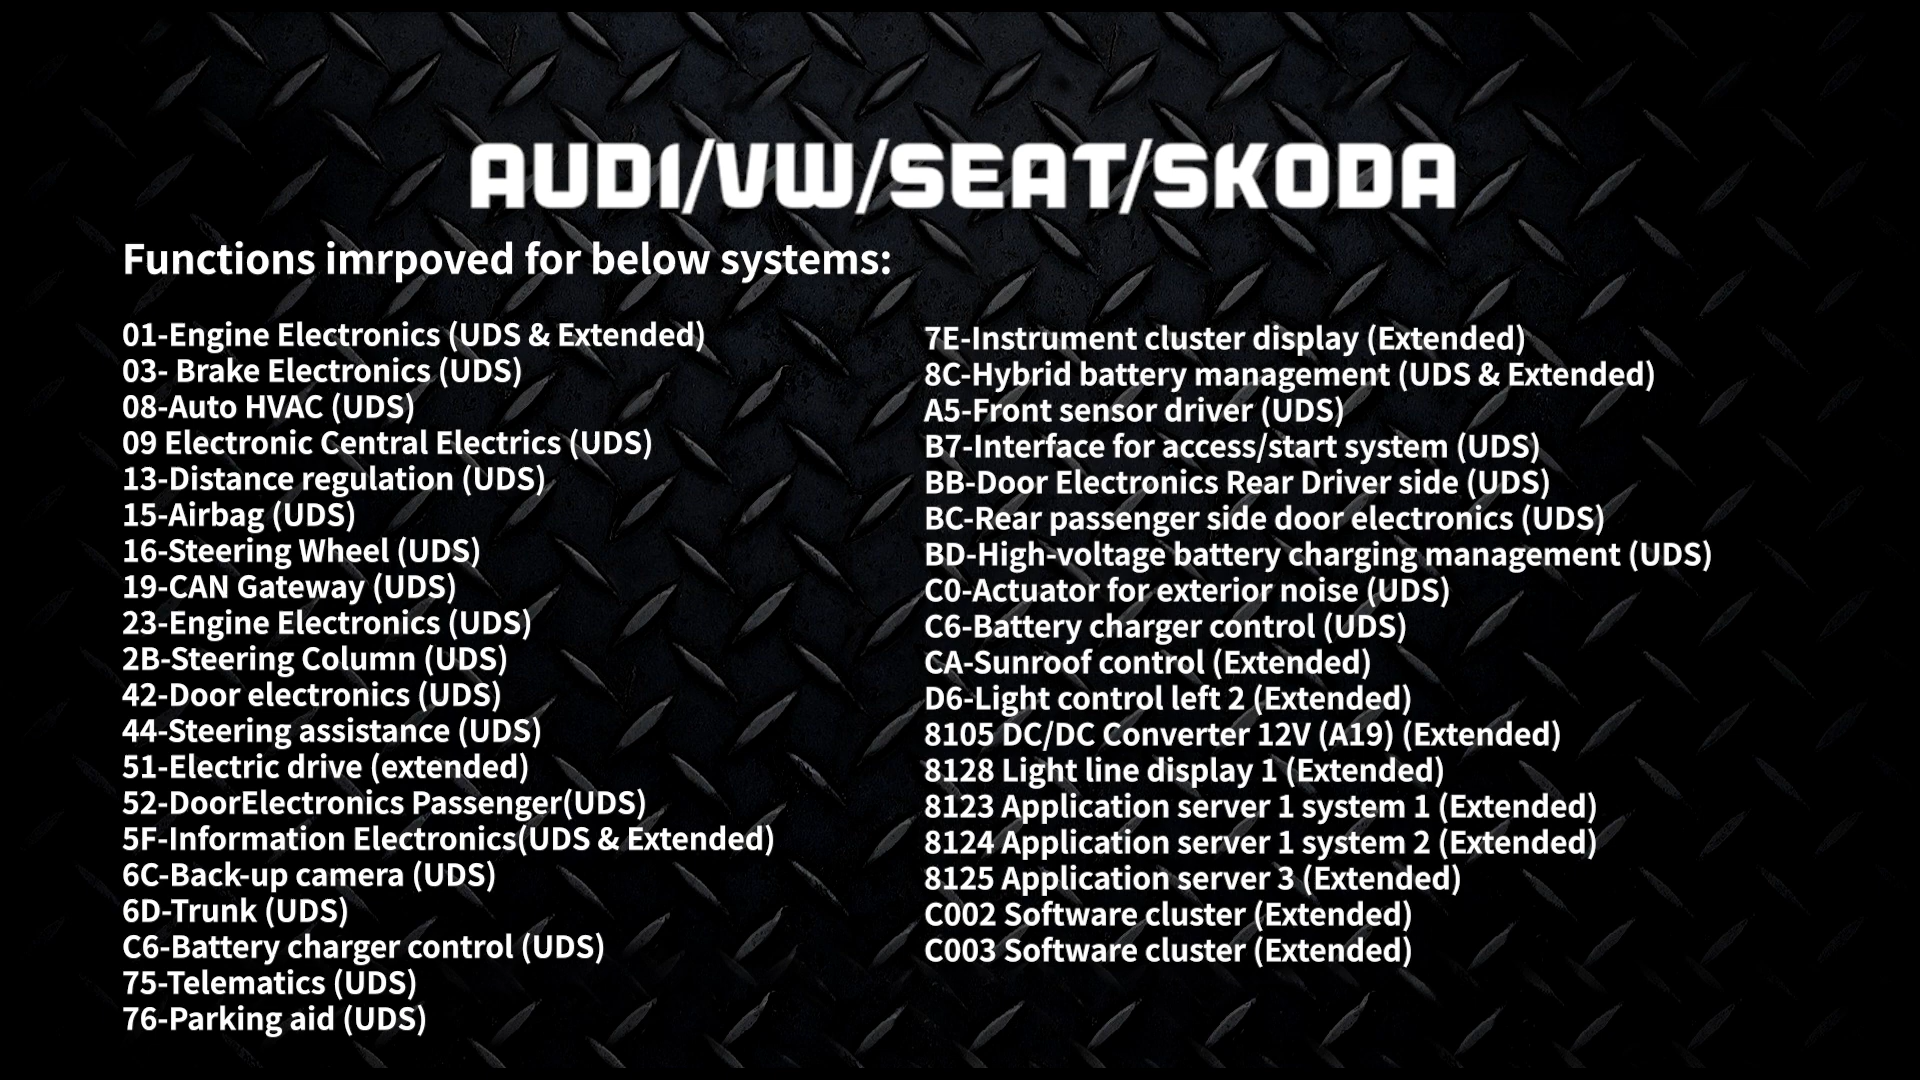 AUDI/VW/SEAT/SKODA
Functions imrpoved for below systems:
01-Engine Electronics (UDS & Extended)
03- Brake Electronics (UDS)
08-Auto HVAC (UDS)
09 Electronic Central Electrics (UDS)
13-Distance regulation (UDS)
15-Airbag (UDS)
16-Steering Wheel (UDS)
19-CAN Gateway (UDS)
23-Engine Electronics (UDS)
2B-Steering Column (UDS)
42-Door electronics (UDS)
44-Steering assistance (UDS)
51-Electric drive (extended)
52-DoorElectronics Passenger(UDS)
5F-Information Electronics(UDS & Extended)
6C-Back-up camera (UDS)
6D-Trunk (UDS)
C6-Battery charger control (UDS)
75-Telematics (UDS)
76-Parking aid (UDS)
7E-Instrument cluster display (Extended)
8C-Hybrid battery management (UDS & Extended)
A5-Front sensor driver (UDS)
B7-Interface for access/start system (UDS)
BB-Door Electronics Rear Driver side (UDS)
BC-Rear passenger side door electronics (UDS)
BD-High-voltage battery charging management (UDS)
C0-Actuator for exterior noise (UDS)
C6-Battery charger control (UDS)
CA-Sunroof control (Extended)
D6-Light control left 2 (Extended)
8105 DC/DC Converter 12V (A19) (Extended)
8128 Light line display 1 (Extended)
8123 Application server 1 system 1 (Extended)
8124 Application server 1 system 2 (Extended)
8125 Application server 3 (Extended)
C002 Software cluster (Extended)
C003 Software cluster (Extended)